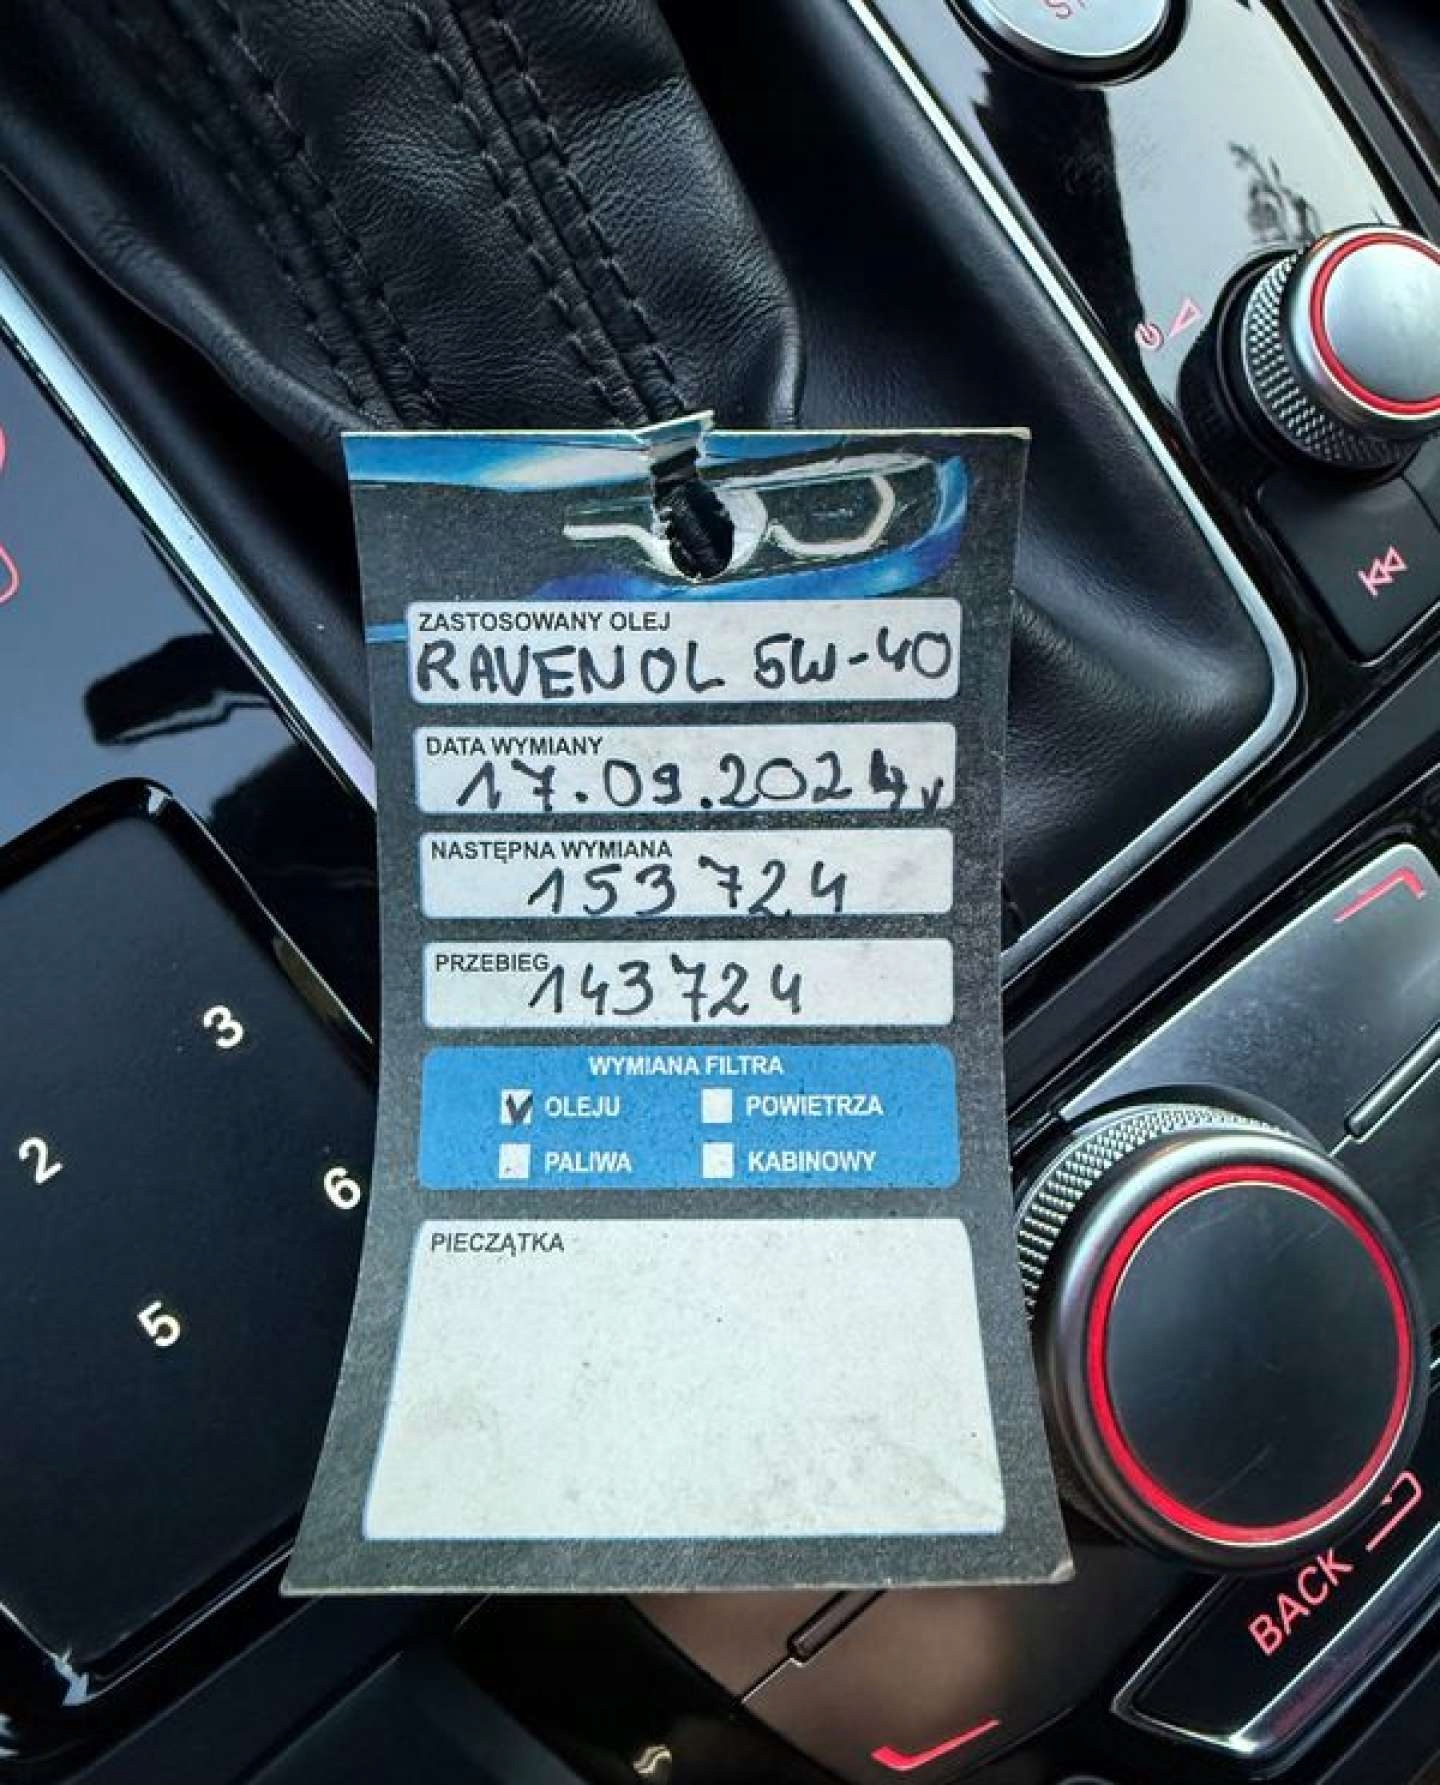 ZASTOSOWANY OLEJ
RAVENOL 5W-40
DATA WYMIANY
17.09.2024r
NASTĘPNA WYMIANA
153724
PRZEBIEG
143724
WYMIANA FILTRA
OLEJU POWIETRZA
PALIWA KABINOWY
PIECZĄTKA
3
2
6
5
BACK